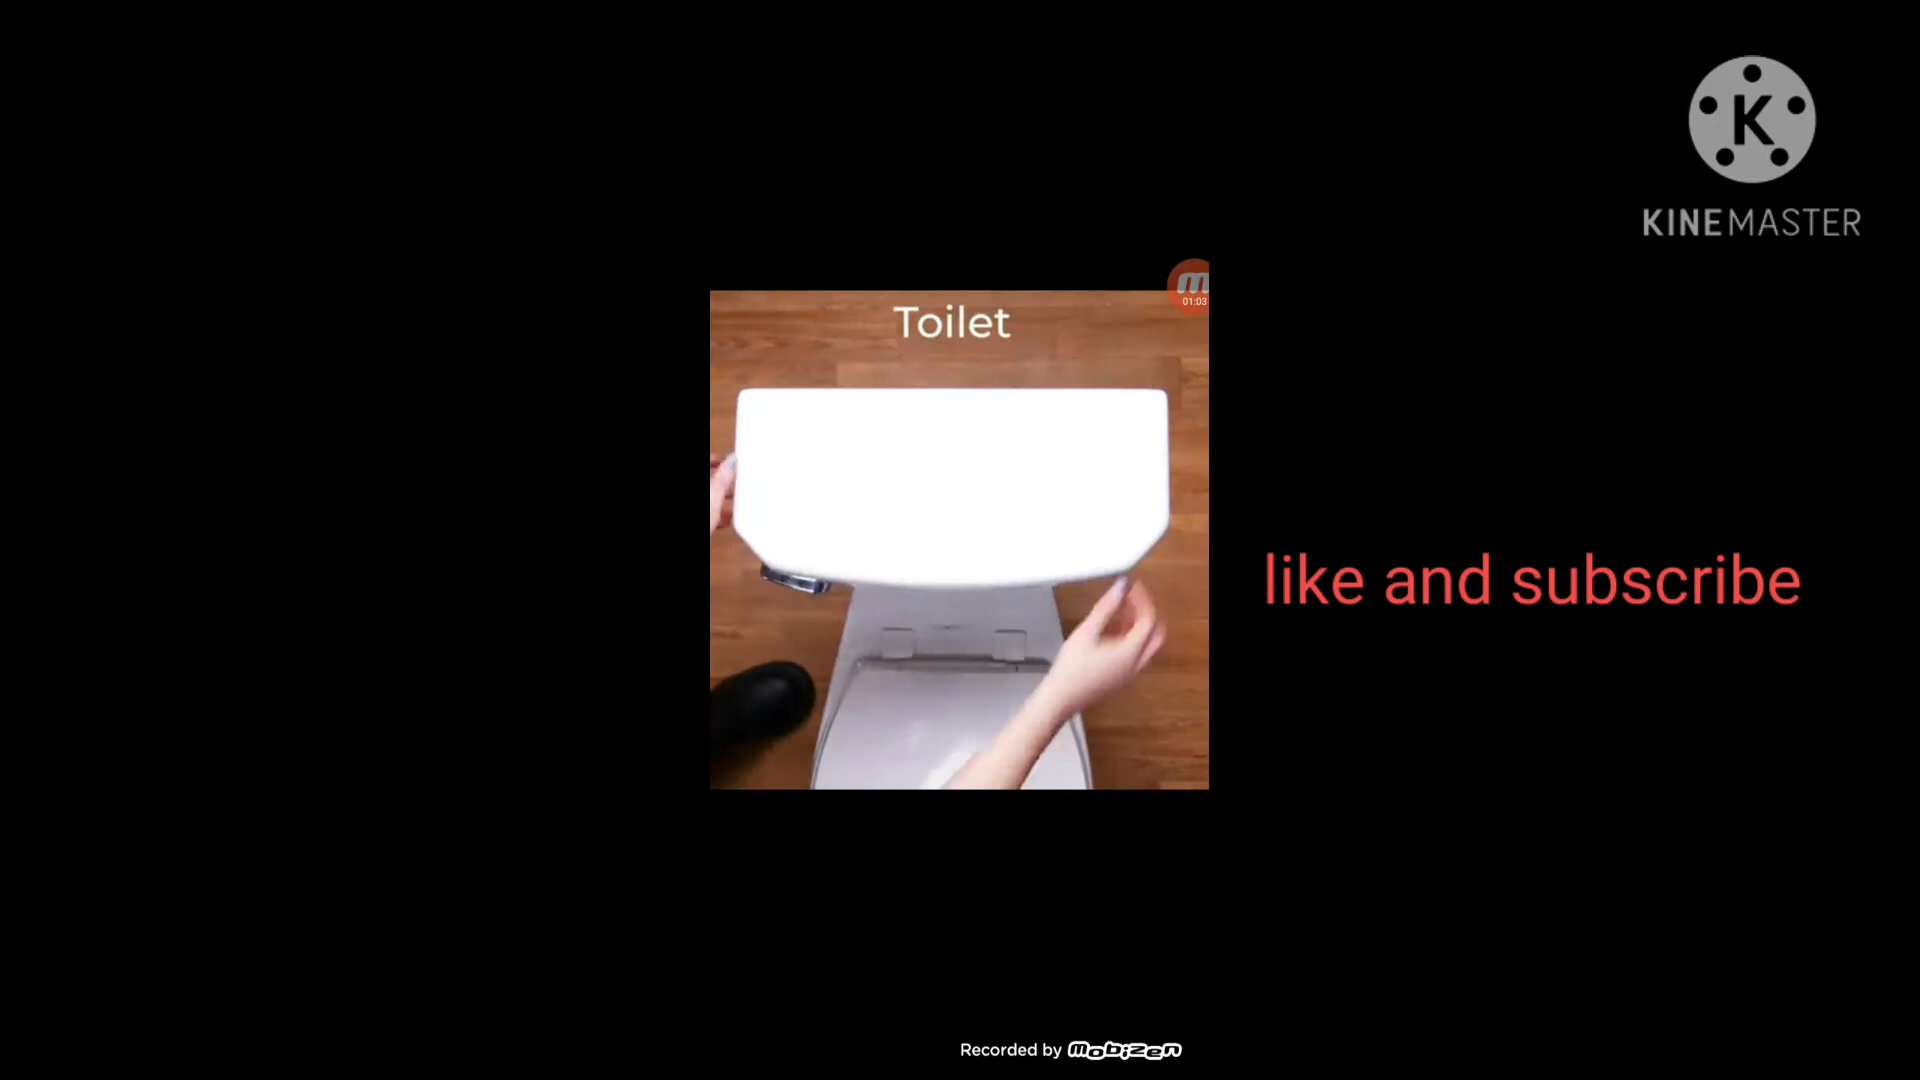 K
KINEMASTER
m
01:03
Toilet
like and subscribe
Recorded by mobizen